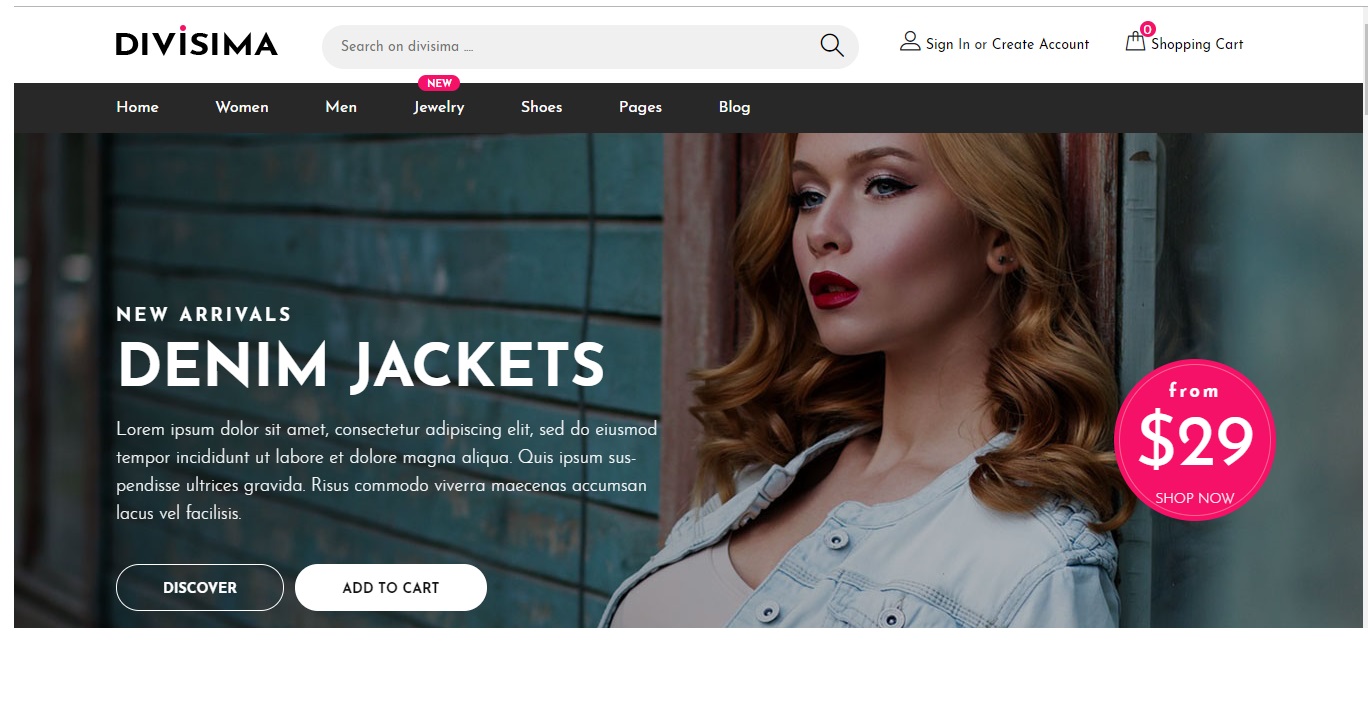 DIVISIMA
Search on divisima ....
Sign In or Create Account
0
Shopping Cart
NEW
Home Women Men Jewelry Shoes Pages Blog
NEW ARRIVALS
DENIM JACKETS
Lorem ipsum dolor sit amet, consectetur adipiscing elit, sed do eiusmod
tempor incididunt ut labore et dolore magna aliqua. Quis ipsum sus-
pendisse ultrices gravida. Risus commodo viverra maecenas accumsan
lacus vel facilisis.
DISCOVER
ADD TO CART
from
$29
SHOP NOW